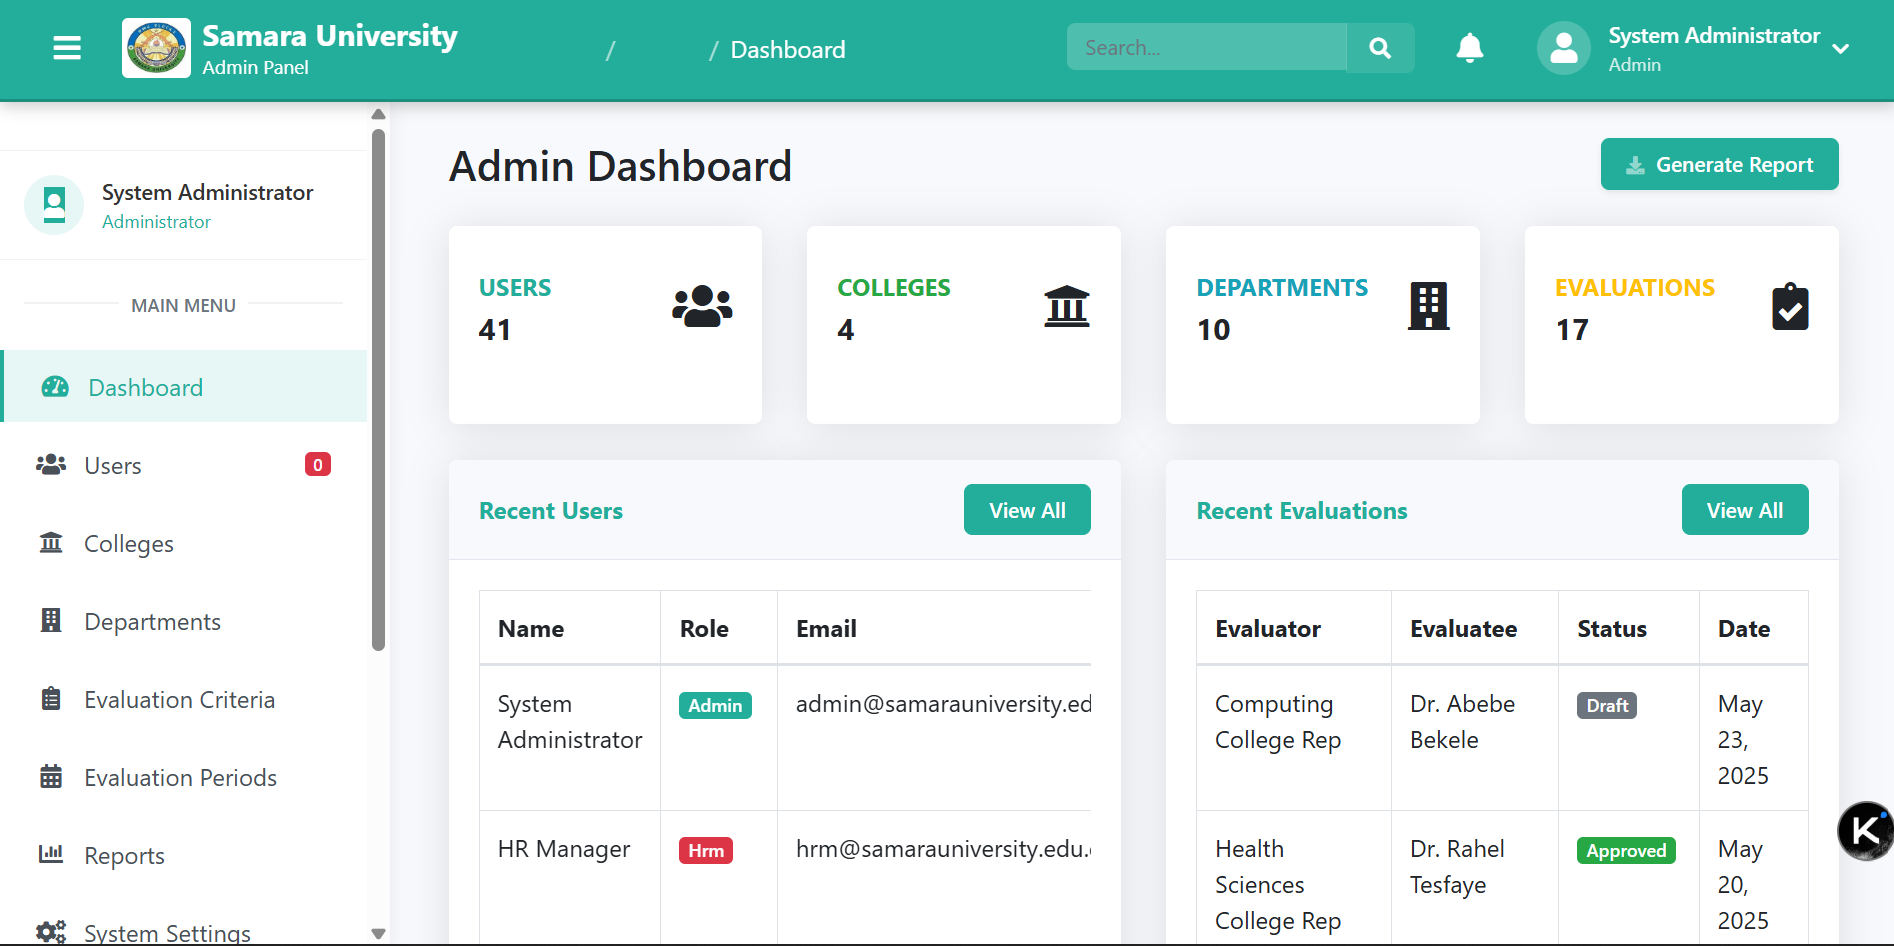 Samara University
Admin Panel
/ / Dashboard
Search...
System Administrator
Admin
System Administrator
Administrator
MAIN MENU
Dashboard
Users 0
Colleges
Departments
Evaluation Criteria
Evaluation Periods
Reports
System Settings
Admin Dashboard
Generate Report
USERS
41
COLLEGES
4
DEPARTMENTS
10
EVALUATIONS
17
Recent Users
View All
Name Role Email
System Admin admin@samarauniversity.ed
Administrator
HR Manager Hrm hrm@samarauniversity.edu.
Recent Evaluations
View All
Evaluator Evaluatee Status Date
Computing Dr. Abebe Draft May
College Rep Bekele 23,
2025
Health Dr. Rahel Approved May
Sciences Tesfaye 20,
College Rep 2025
K